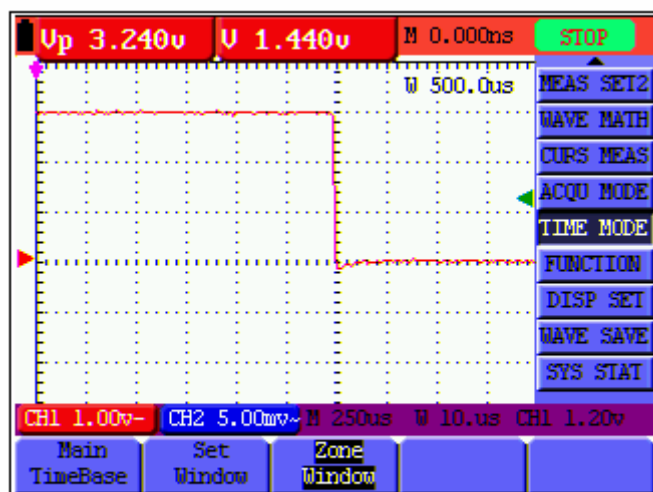 Vp 3.240v V 1.440v M 0.000ns STOP
W 500.0us
MEAS SET2
WAVE MATH
CURS MEAS
ACQU MODE
TIME MODE
FUNCTION
DISP SET
WAVE SAVE
SYS STAT
CH1 1.00v- CH2 5.00mv~ M 250us W 10.us CH1 1.20v
Main TimeBase
Set Window
Zone Window